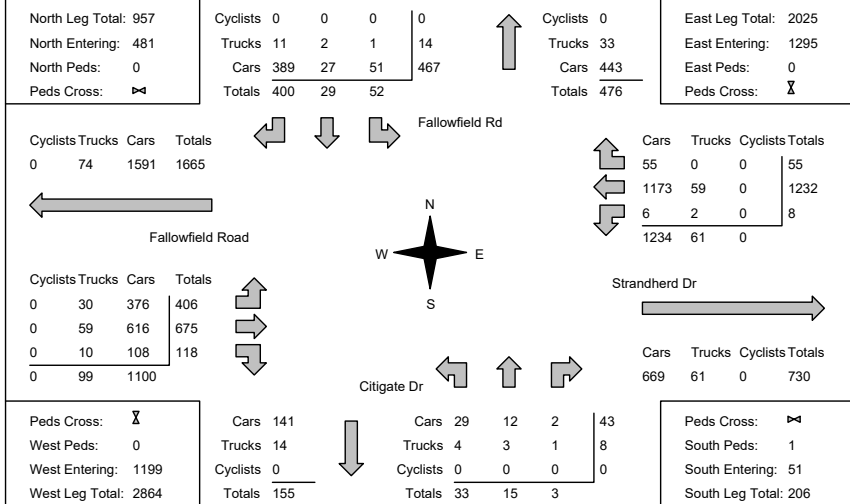 North Leg Total: 957
North Entering: 481
North Peds: 0
Peds Cross:
Cyclists 0 0 0 0
Trucks 11 2 1 14
Cars 389 27 51 467
Totals 400 29 52
Cyclists 0
Trucks 33
Cars 443
Totals 476
East Leg Total: 2025
East Entering: 1295
East Peds: 0
Peds Cross:
Fallowfield Rd
Cyclists Trucks Cars Totals
0 74 1591 1665
Cars Trucks Cyclists Totals
55 0 0 55
1173 59 0 1232
6 2 0 8
1234 61 0
Fallowfield Road
N
W E
S
Cyclists Trucks Cars Totals
0 30 376 406
0 59 616 675
0 10 108 118
0 99 1100
Strandherd Dr
Cars Trucks Cyclists Totals
669 61 0 730
Citigate Dr
Peds Cross:
West Peds: 0
West Entering: 1199
West Leg Total: 2864
Cars 141
Trucks 14
Cyclists 0
Totals 155
Cars 29 12 2 43
Trucks 4 3 1 8
Cyclists 0 0 0 0
Totals 33 15 3
Peds Cross:
South Peds: 1
South Entering: 51
South Leg Total: 206